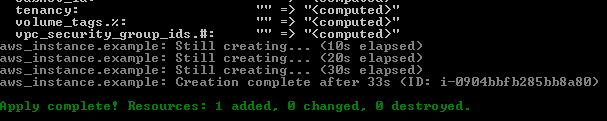 tenancy: "" => "<computed>"
volume_tags.%: "" => "<computed>"
vpc_security_group_ids.#: "" => "<computed>"
aws_instance.example: Still creating... (10s elapsed)
aws_instance.example: Still creating... (20s elapsed)
aws_instance.example: Still creating... (30s elapsed)
aws_instance.example: Creation complete after 33s (ID: i-0904bbfb285bb8a80)
Apply complete! Resources: 1 added, 0 changed, 0 destroyed.